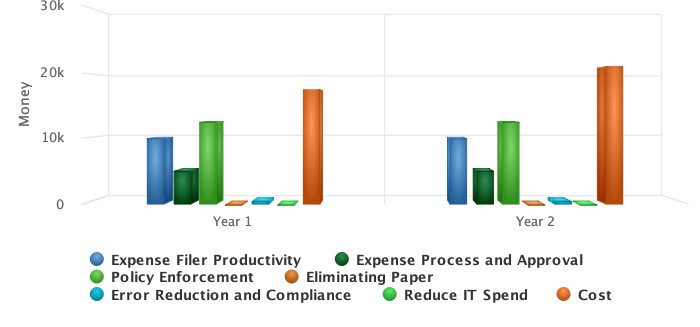 30k
20k
10k
0
Money
Year 1 Year 2
Expense Filer Productivity Expense Process and Approval
Policy Enforcement Eliminating Paper
Error Reduction and Compliance Reduce IT Spend Cost